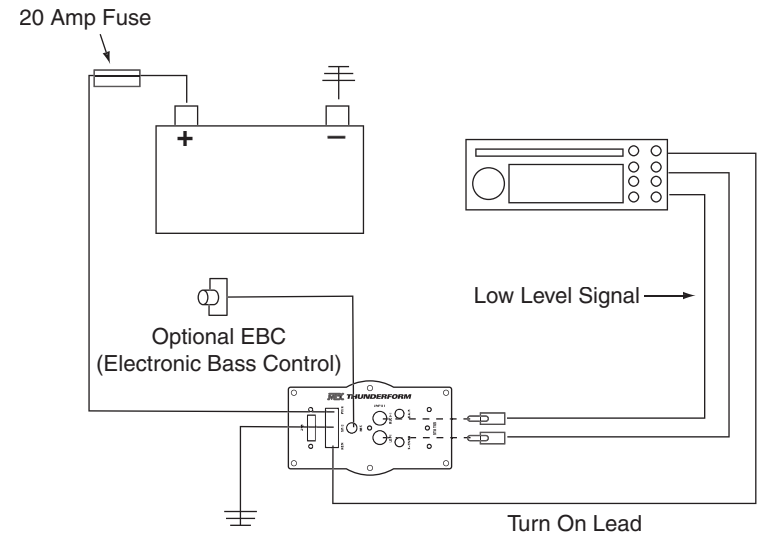 20 Amp Fuse
+
−
Low Level Signal
Optional EBC
(Electronic Bass Control)
MTX THUNDERFORM
Turn On Lead